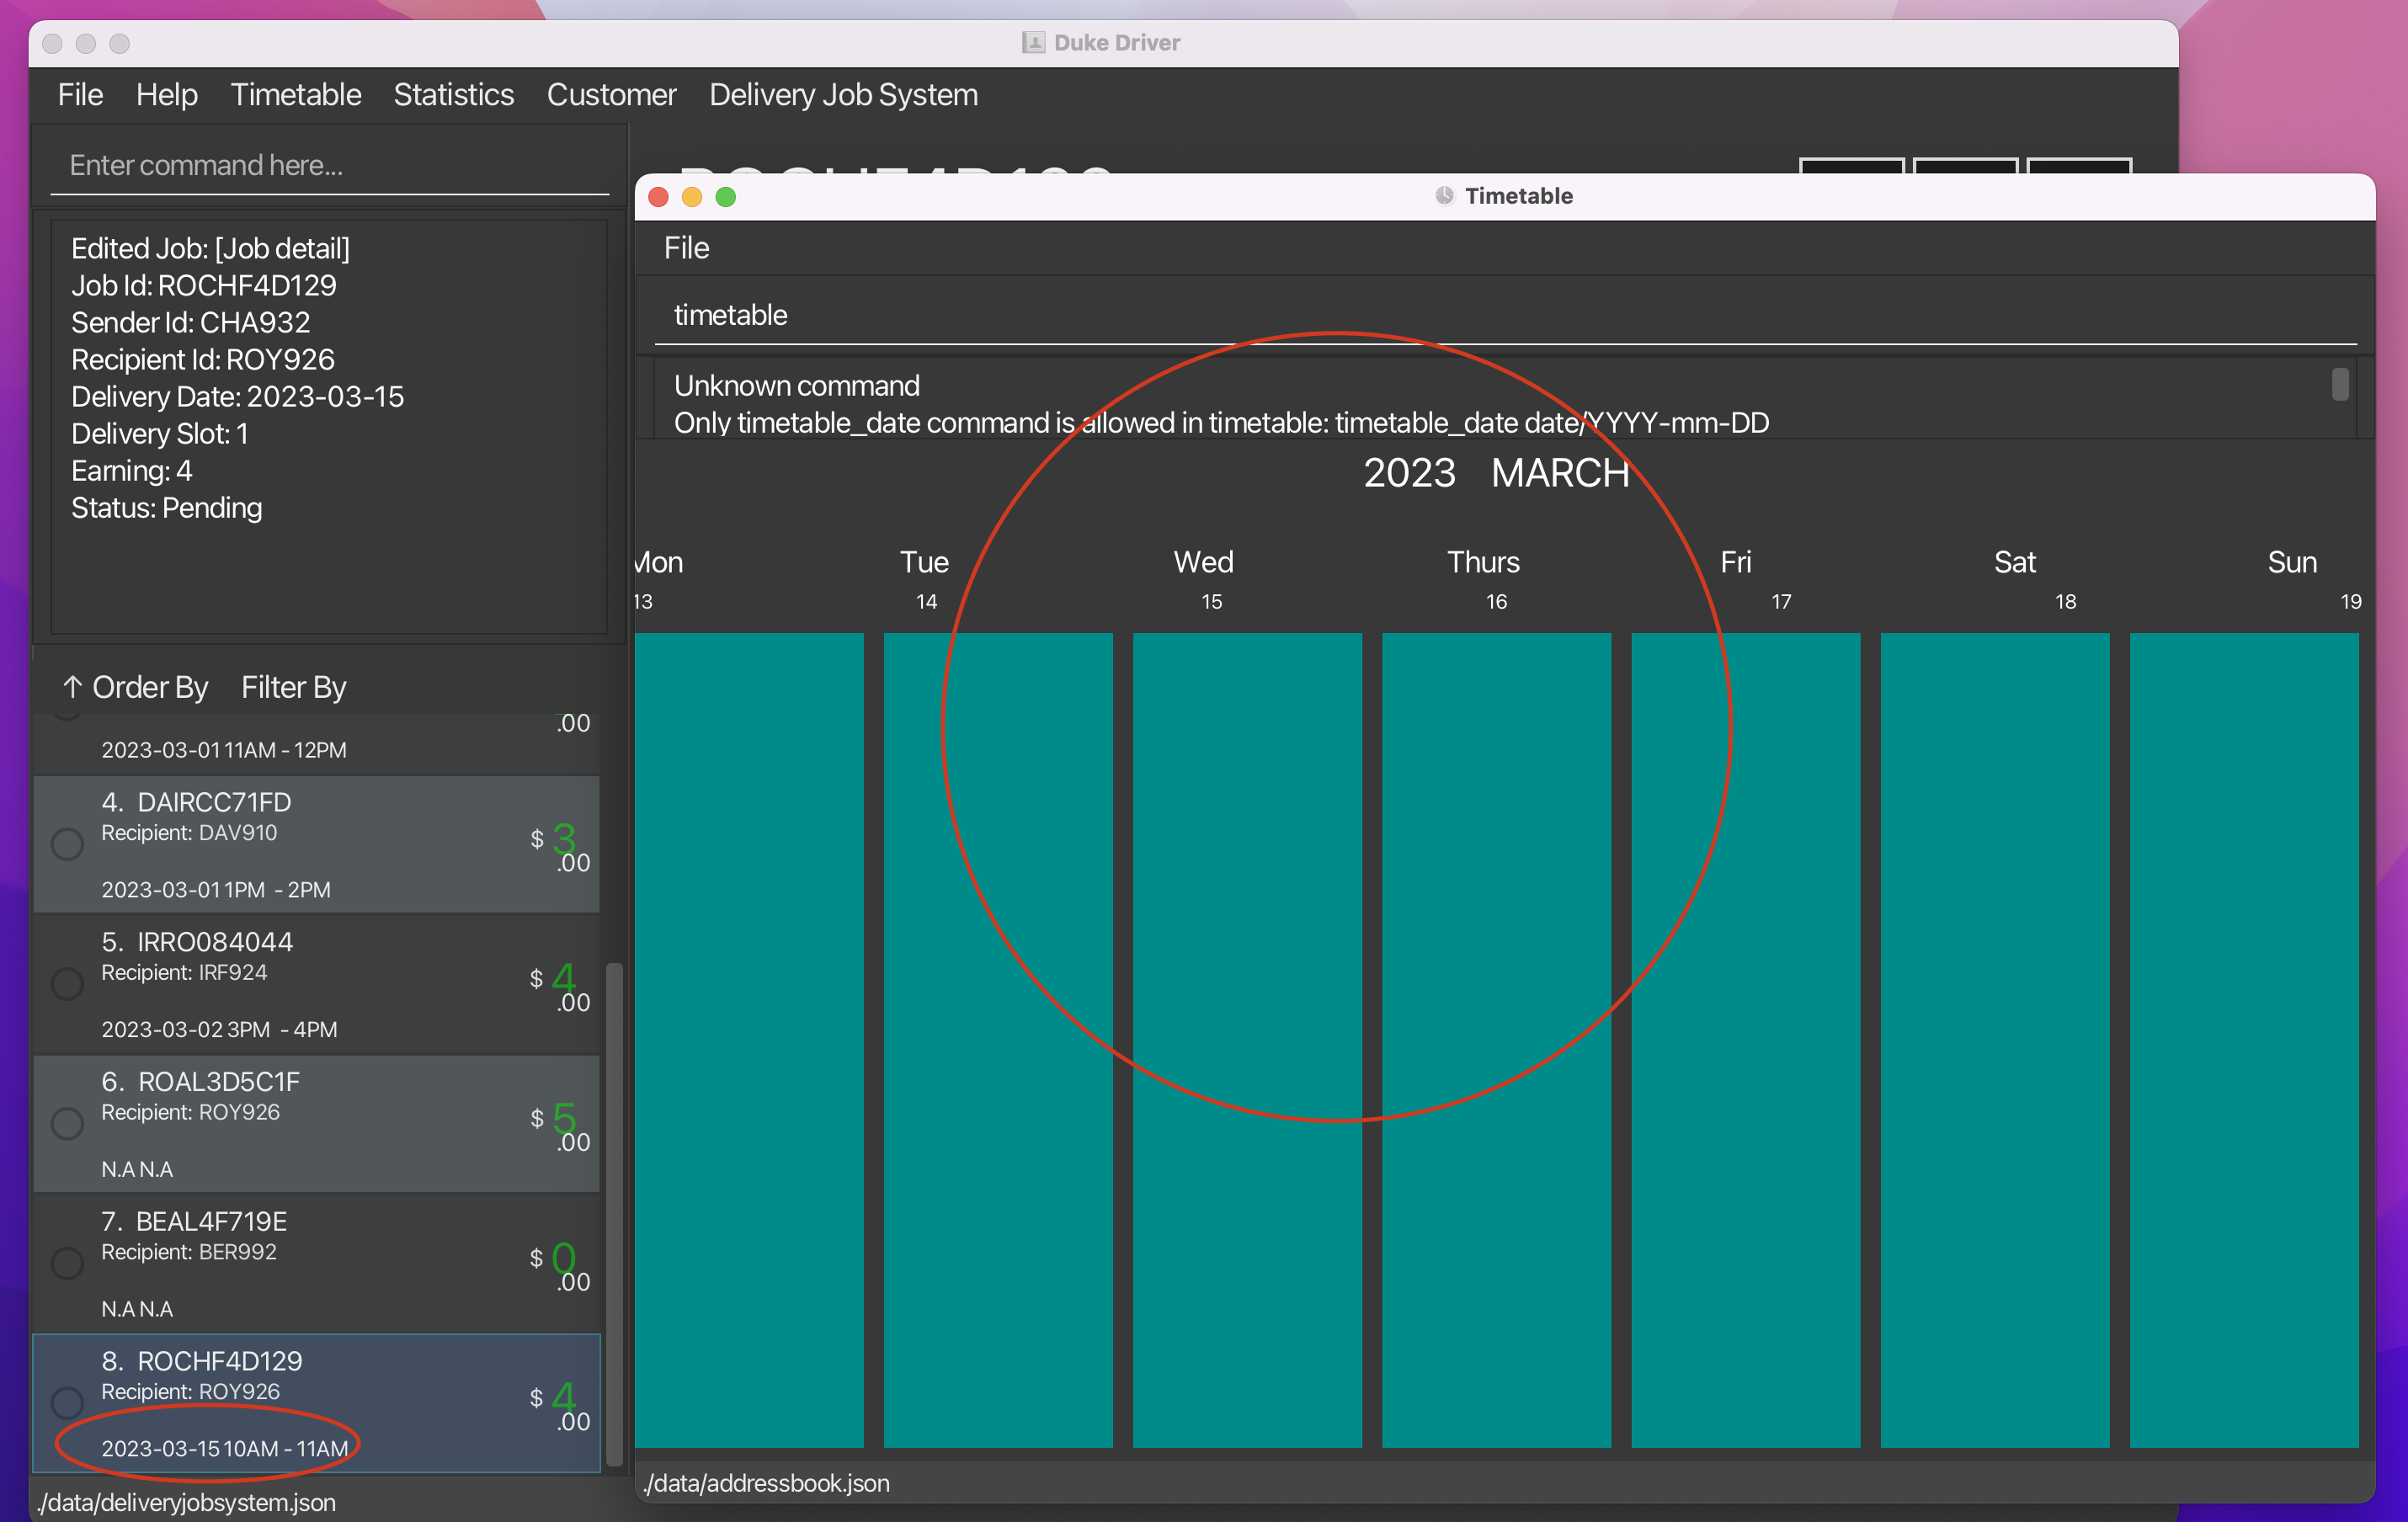 Duke Driver
File Help Timetable Statistics Customer Delivery Job System
Enter command here...
Edited Job: [Job detail]
Job Id: ROCHF4D129
Sender Id: CHA932
Recipient Id: ROY926
Delivery Date: 2023-03-15
Delivery Slot: 1
Earning: 4
Status: Pending
↑ Order By Filter By
.00
2023-03-01 11AM - 12PM
4. DAIRCC71FD
Recipient: DAV910
$ 3
.00
2023-03-01 1PM - 2PM
5. IRRO084044
Recipient: IRF924
$ 4
.00
2023-03-02 3PM - 4PM
6. ROAL3D5C1F
Recipient: ROY926
$ 5
.00
N.A N.A
7. BEAL4F719E
Recipient: BER992
$ 0
.00
N.A N.A
8. ROCHF4D129
Recipient: ROY926
$ 4
.00
2023-03-15 10AM - 11AM
./data/deliveryjobsystem.json
Timetable
File
timetable
Unknown command
Only timetable_date command is allowed in timetable: timetable_date date/YYYY-mm-DD
2023 MARCH
Mon Tue Wed Thurs Fri Sat Sun
13 14 15 16 17 18 19
./data/addressbook.json